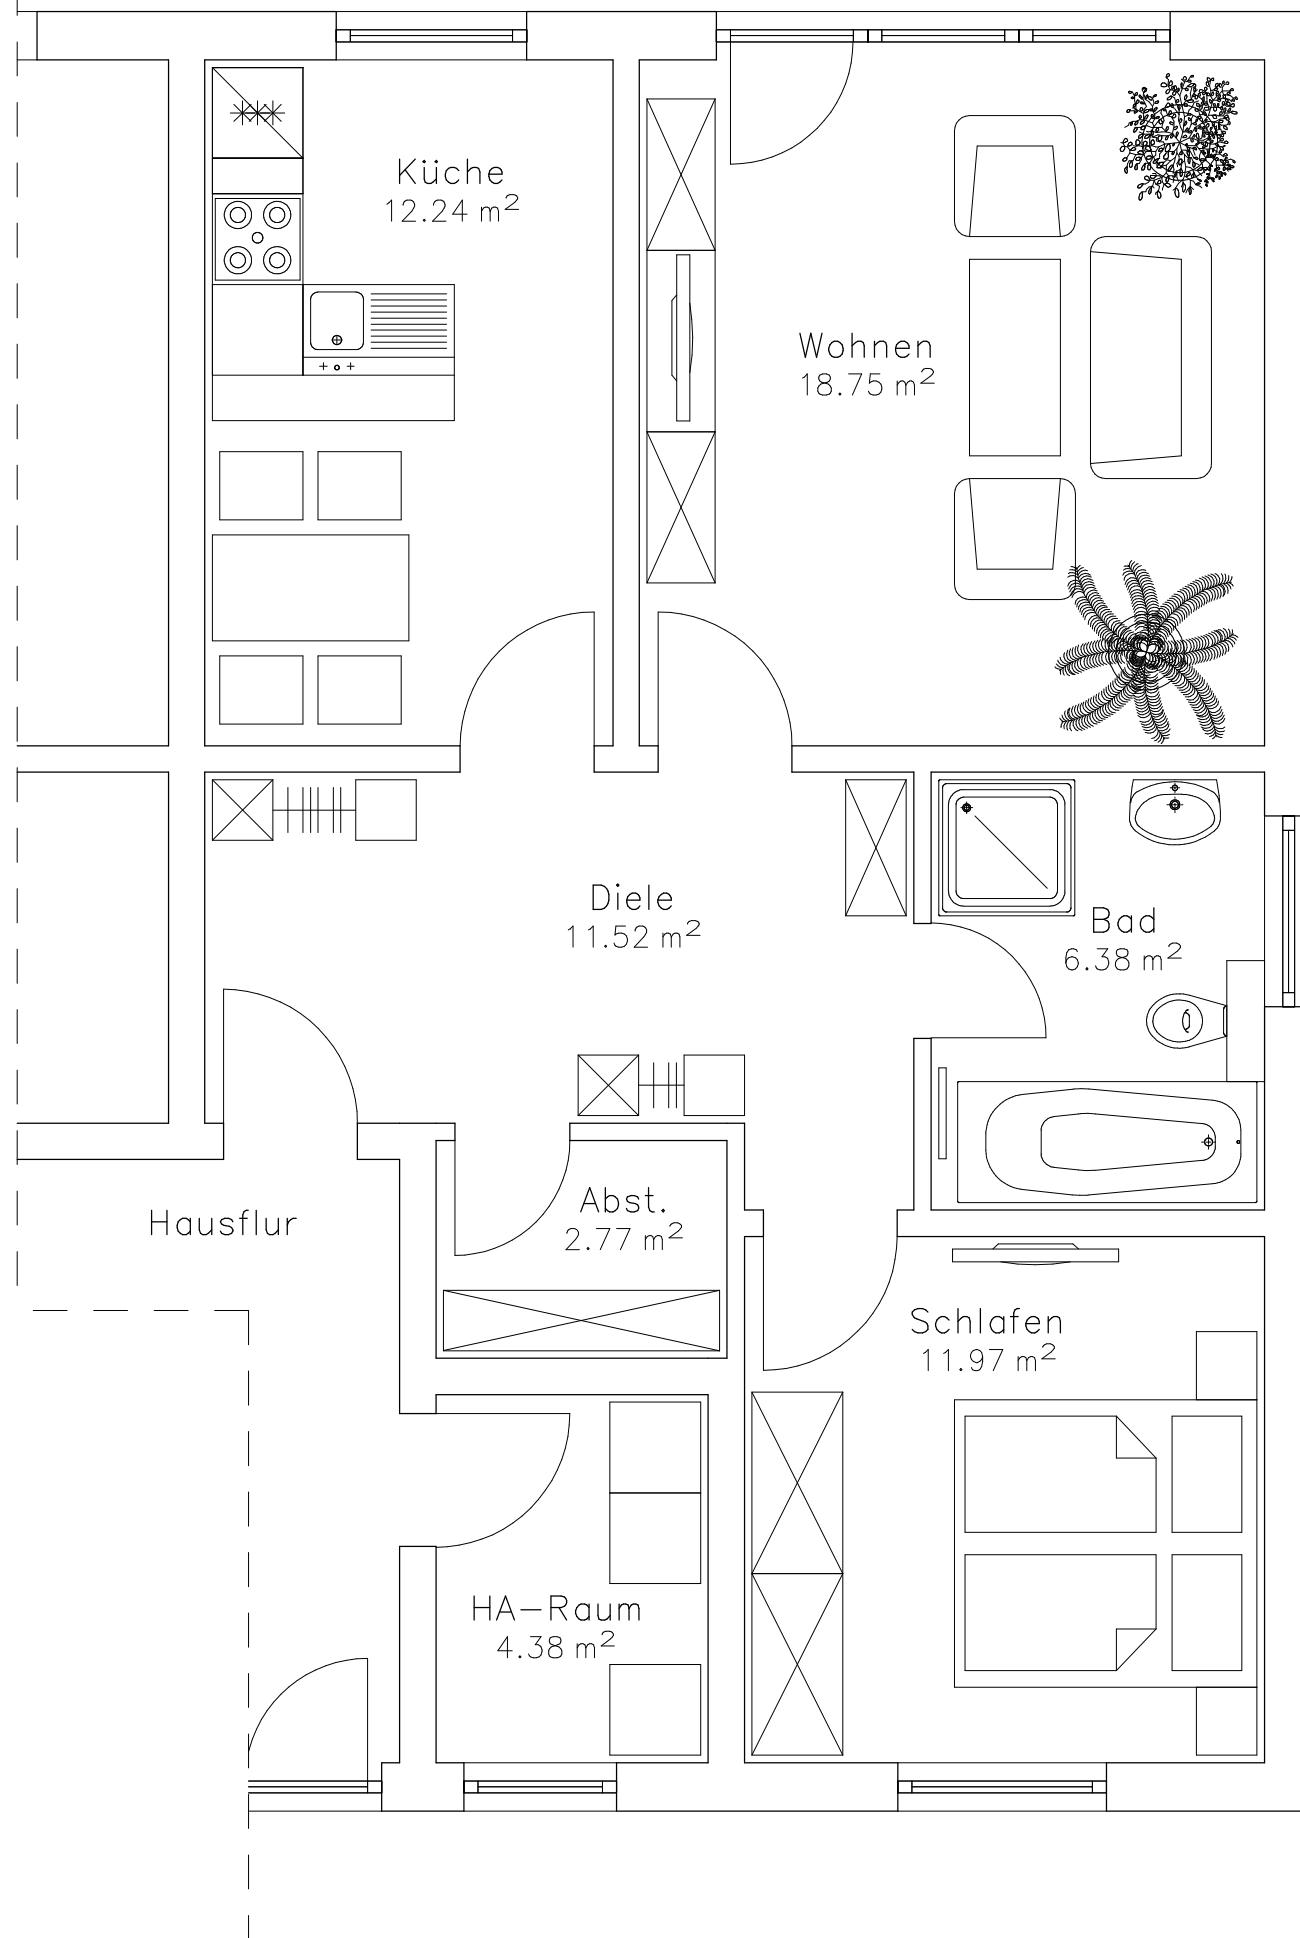 Küche
12.24 m²
Wohnen
18.75 m²
Diele
11.52 m²
Bad
6.38 m²
Abst.
2.77 m²
Hausflur
Schlafen
11.97 m²
HA-Raum
4.38 m²